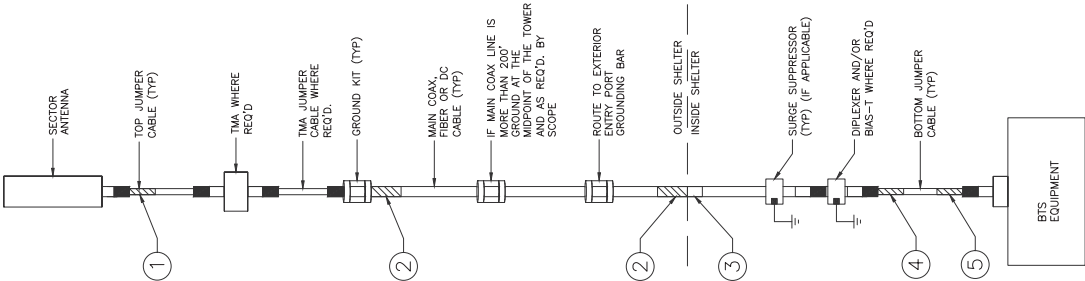 SECTOR
ANTENNA
TOP JUMPER
CABLE (TYP)
1
TMA WHERE
REQ'D
TMA JUMPER
CABLE WHERE
REQ'D.
GROUND KIT (TYP)
2
MAIN COAX,
FIBER OR DC
CABLE (TYP)
IF MAIN COAX LINE IS
MORE THAN 200'
GROUND AT THE
MIDPOINT OF THE TOWER
AND AS REQ'D. BY
SCOPE
ROUTE TO EXTERIOR
ENTRY PORT
GROUNDING BAR
2
OUTSIDE SHELTER
INSIDE SHELTER
3
SURGE SUPPRESSOR
(TYP) (IF APPLICABLE)
DIPLEXER AND/OR
BIAS-T WHERE REQ'D
4
BOTTOM JUMPER
CABLE (TYP)
5
BTS
EQUIPMENT